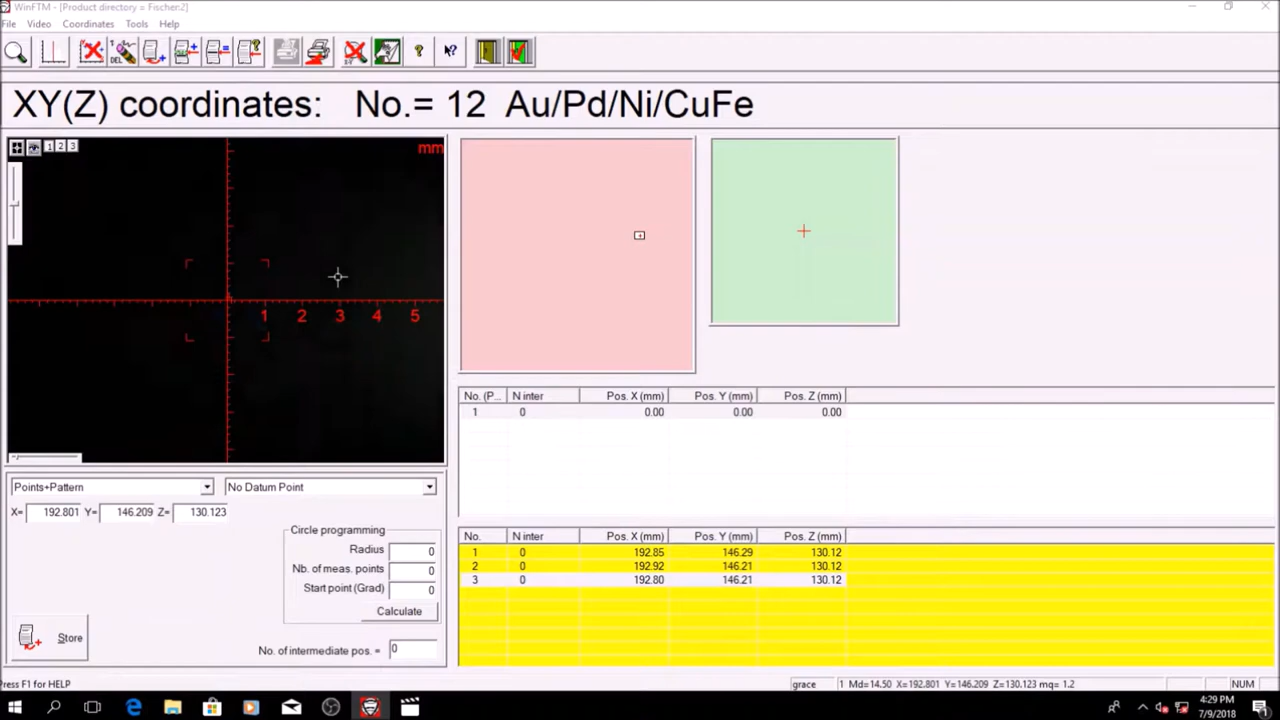 WinFTM - [Product directory = Fischer:2]
File Video Coordinates Tools Help
DEL
XY(Z) coordinates: No.= 12 Au/Pd/Ni/CuFe
1 2 3
mm
1 2 3 4 5
No. (P... N inter Pos. X (mm) Pos. Y (mm) Pos. Z (mm)
1 0 0.00 0.00 0.00
Points+Pattern
No Datum Point
X= 192.801 Y= 146.209 Z= 130.123
Circle programming
Radius 0
Nb. of meas. points 0
Start point (Grad) 0
Calculate
Store
No. of intermediate pos. = 0
No. N inter Pos. X (mm) Pos. Y (mm) Pos. Z (mm)
1 0 192.85 146.29 130.12
2 0 192.92 146.21 130.12
3 0 192.80 146.21 130.12
Press F1 for HELP
grace 1 Md=14.50 X=192.801 Y=146.209 Z=130.123 mq= 1.2 NUM
4:29 PM
7/9/2018